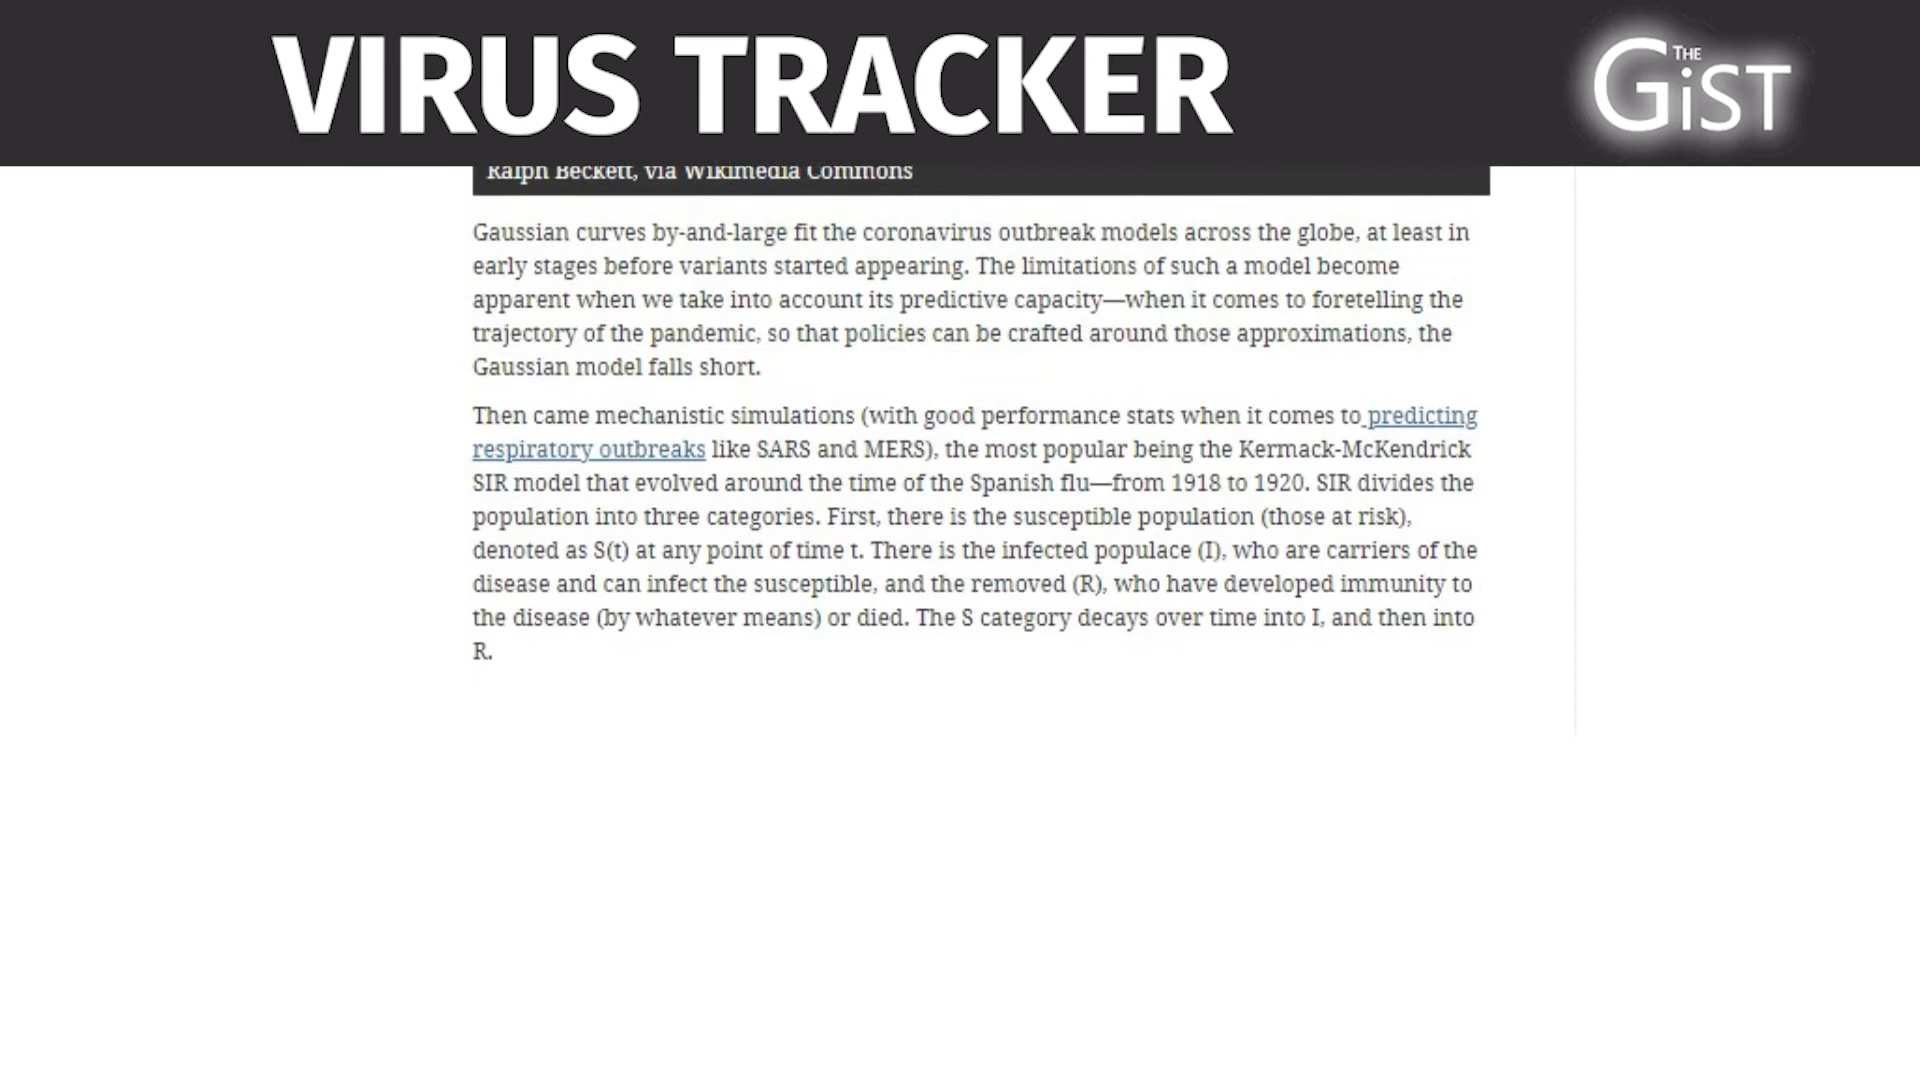 VIRUS TRACKER
THE
GiST
Ralph Beckett, via Wikimedia Commons
Gaussian curves by-and-large fit the coronavirus outbreak models across the globe, at least in
early stages before variants started appearing. The limitations of such a model become
apparent when we take into account its predictive capacity—when it comes to foretelling the
trajectory of the pandemic, so that policies can be crafted around those approximations, the
Gaussian model falls short.
Then came mechanistic simulations (with good performance stats when it comes to predicting
respiratory outbreaks like SARS and MERS), the most popular being the Kermack-McKendrick
SIR model that evolved around the time of the Spanish flu—from 1918 to 1920. SIR divides the
population into three categories. First, there is the susceptible population (those at risk),
denoted as S(t) at any point of time t. There is the infected populace (I), who are carriers of the
disease and can infect the susceptible, and the removed (R), who have developed immunity to
the disease (by whatever means) or died. The S category decays over time into I, and then into
R.